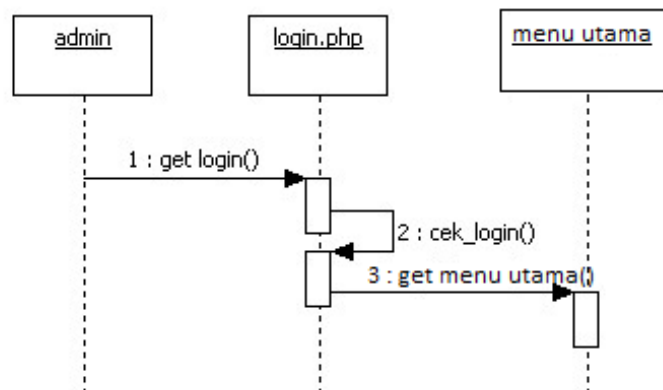 admin
login.php
menu utama
1 : get login()
2 : cek_login()
3 : get menu utama()